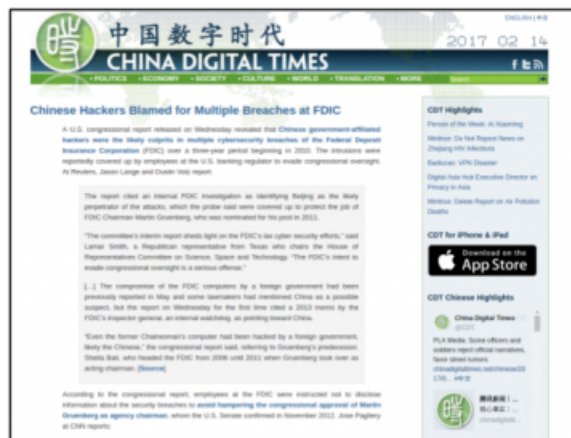 ENGLISH | 中文
中国数字时代
2017 02 14
CHINA DIGITAL TIMES
• POLITICS • ECONOMY • SOCIETY • CULTURE • WORLD • TRANSLATION • MORE
Search
Chinese Hackers Blamed for Multiple Breaches at FDIC
A U.S. congressional report released on Wednesday revealed that Chinese government-affiliated
hackers were the likely culprits in multiple cybersecurity breaches of the Federal Deposit
Insurance Corporation (FDIC) over a three-year period beginning in 2010. The intrusions were
reportedly covered up by employees at the U.S. banking regulator to evade congressional oversight.
At Reuters, Jason Lange and Dustin Volz report:
The report cited an internal FDIC investigation as identifying Beijing as the likely
perpetrator of the attacks, which the probe said were covered up to protect the job of
FDIC Chairman Martin Gruenberg, who was nominated for his post in 2011.
"The committee's interim report sheds light on the FDIC's lax cyber security efforts," said
Lamar Smith, a Republican representative from Texas who chairs the House of
Representatives Committee on Science, Space and Technology. "The FDIC's intent to
evade congressional oversight is a serious offense."
[...] The compromise of the FDIC computers by a foreign government had been
previously reported in May and some lawmakers had mentioned China as a possible
suspect, but the report on Wednesday for the first time cited a 2013 memo by the
FDIC's inspector general, an internal watchdog, as pointing toward China.
"Even the former Chairwoman's computer had been hacked by a foreign government,
likely the Chinese," the congressional report said, referring to Gruenberg's predecessor,
Sheila Bair, who headed the FDIC from 2006 until 2011 when Gruenberg took over as
acting chairman. [Source]
According to the congressional report, employees at the FDIC were instructed not to disclose
information about the security breaches to avoid hampering the congressional approval of Martin
Gruenberg as agency chairman, whom the U.S. Senate confirmed in November 2012. Jose Pagliery
at CNN reports:
CDT Highlights
Person of the Week: Ai Xiaoming
Minitrue: Do Not Repeat News on
Zhejiang HIV Infections
Badiucao: VPN Disaster
Digital Asia Hub Executive Director on
Privacy in Asia
Minitrue: Delete Report on Air Pollution
Deaths
CDT for iPhone & iPad
Download on the
App Store
CDT Chinese Highlights
China Digital Times
@CDT
PLA Media: Some officers and
soldiers reject official narratives,
favor street rumors
chinadigitaltimes.net/chinese/20
17/0... #中文
腾讯新闻 | ...